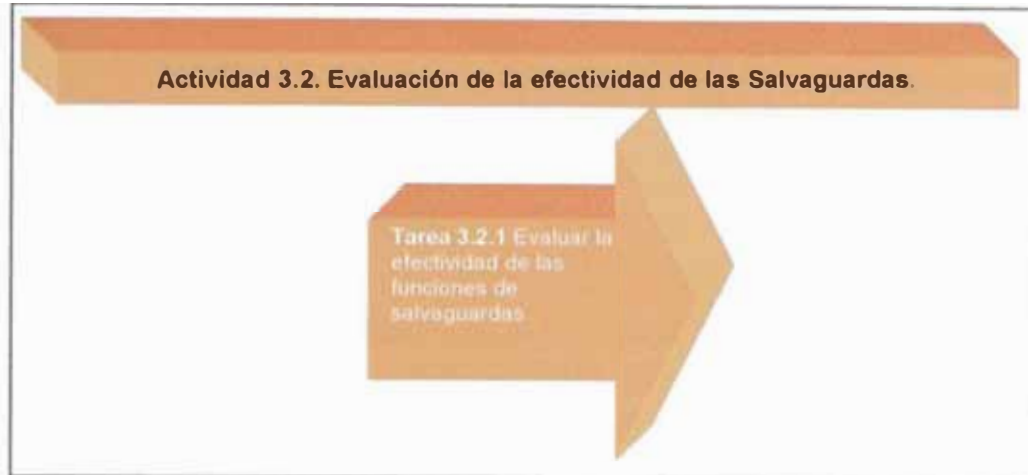 Actividad 3.2. Evaluación de la efectividad de las Salvaguardas.
Tarea 3.2.1 Evaluar la
efectividad de las
funciones de
salvaguardas